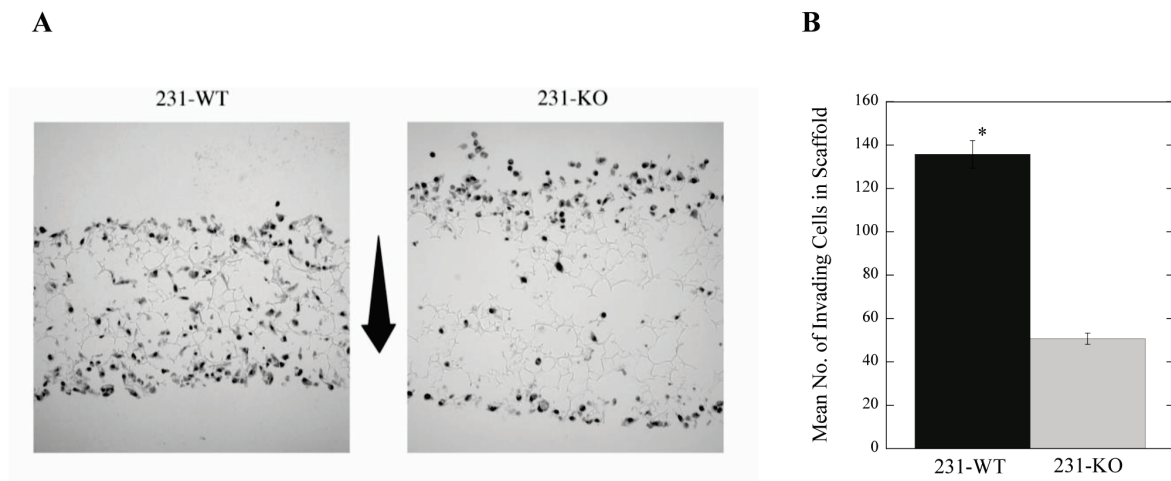 A
B
231-WT
231-KO
Mean No. of Invading Cells in Scaffold
160
140
120
100
80
60
40
20
0
*
231-WT
231-KO